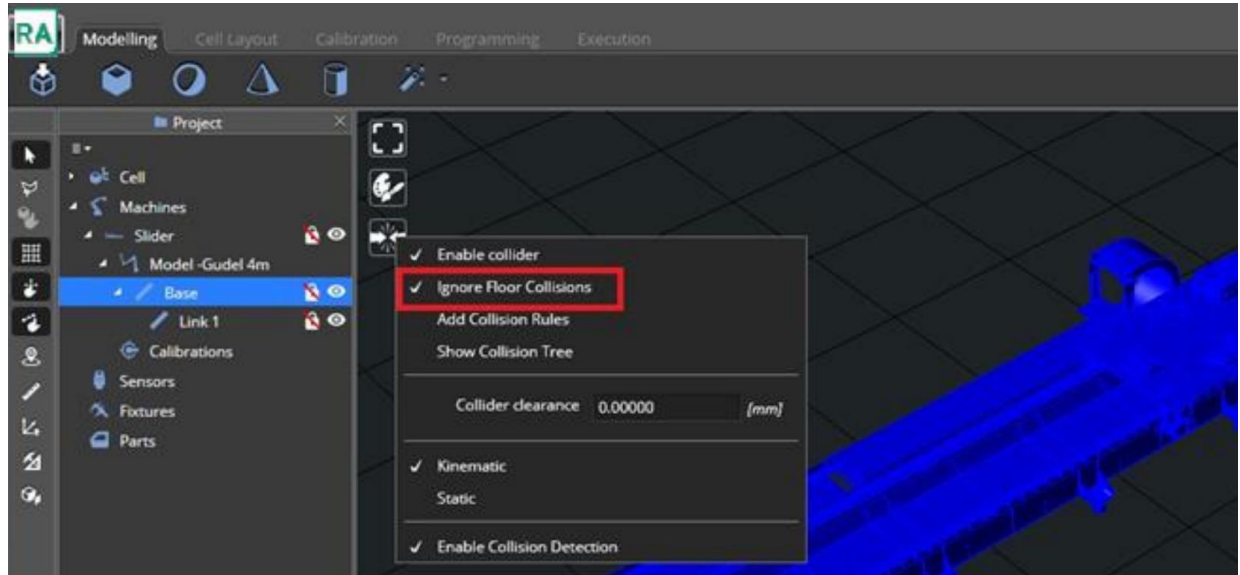 RA
Modelling Cell Layout Calibration Programming Execution
Project
Cell
Machines
Slider
Model -Gudel 4m
Base
Link 1
Calibrations
Sensors
Fixtures
Parts
Enable collider
Ignore Floor Collisions
Add Collision Rules
Show Collision Tree
Collider clearance 0.00000 [mm]
Kinematic
Static
Enable Collision Detection